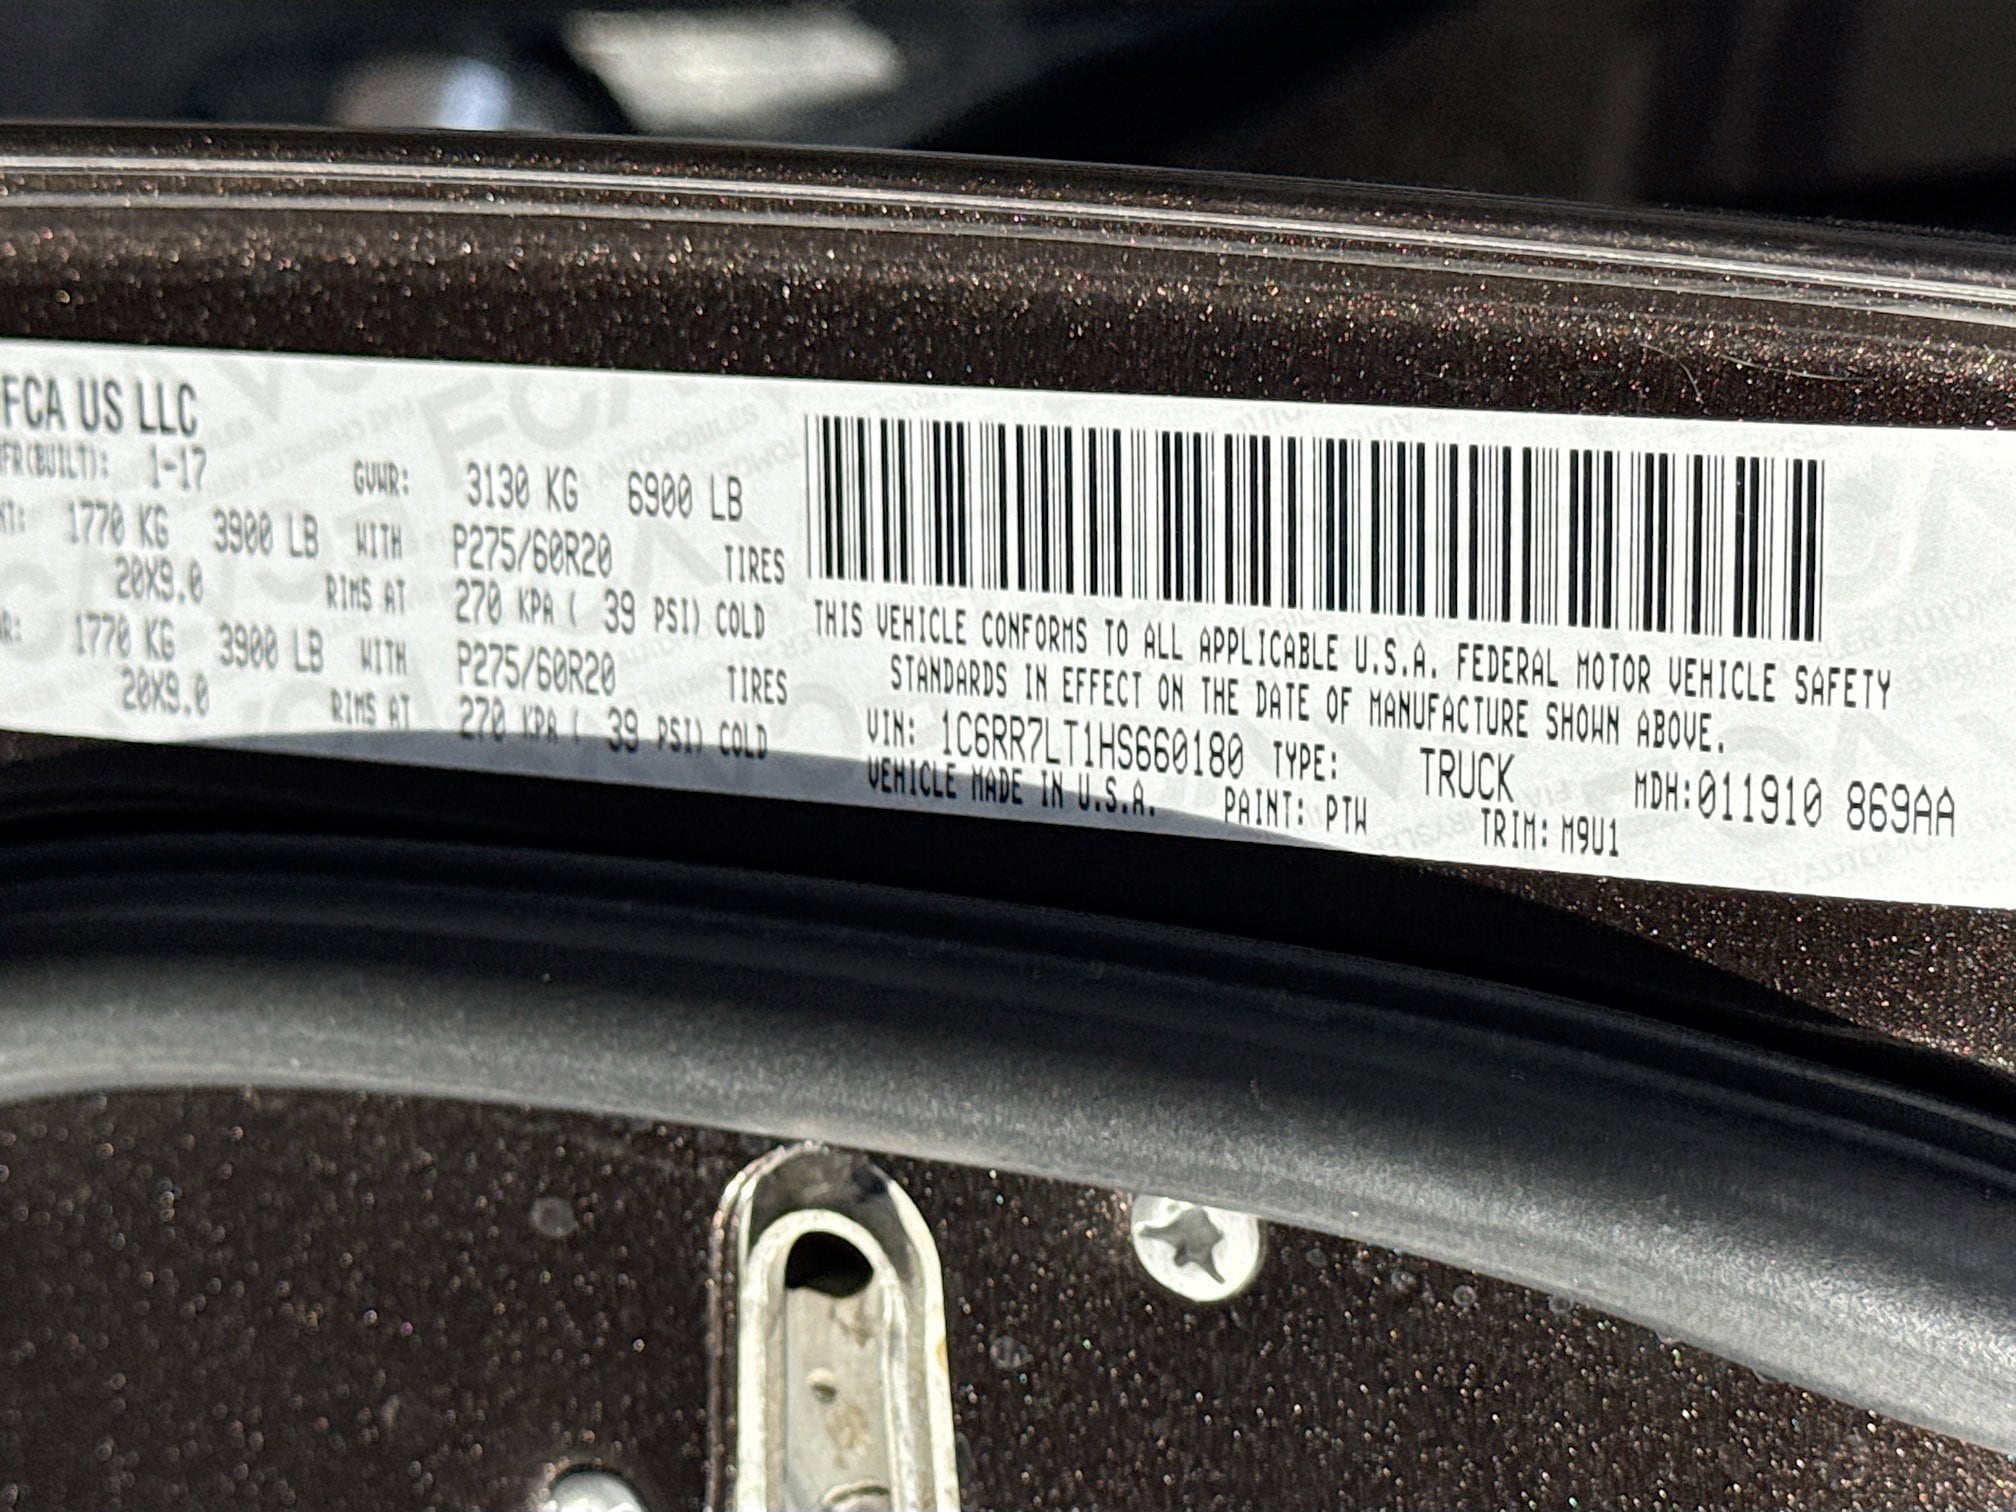 FCA US LLC
MFR(BUILT): 1-17
GVWR: 3130 KG 6900 LB
1770 KG 3900 LB WITH P275/60R20 TIRES
20X9.0 RIMS AT 270 KPA ( 39 PSI) COLD
1770 KG 3900 LB WITH P275/60R20 TIRES
20X9.0 RIMS AT 270 KPA ( 39 PSI) COLD
THIS VEHICLE CONFORMS TO ALL APPLICABLE U.S.A. FEDERAL MOTOR VEHICLE SAFETY
STANDARDS IN EFFECT ON THE DATE OF MANUFACTURE SHOWN ABOVE.
VIN: 1C6RR7LT1HS660180 TYPE: TRUCK MDH:011910 869AA
VEHICLE MADE IN U.S.A. PAINT: PTW TRIM: M9U1